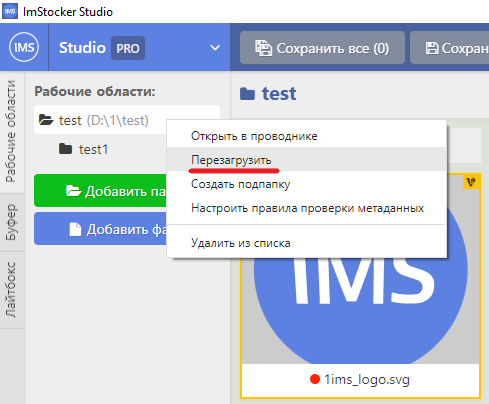 IMS
ImStocker Studio
IMS
Studio PRO
Сохранить все (0)
Сохран
Рабочие области
Буфер
Лайтбокс
Рабочие области:
test (D:\1\test)
test1
Добавить па
Добавить фа
test
Открыть в проводнике
Перезагрузить
Создать подпапку
Настроить правила проверки метаданных
Удалить из списка
IMS
1ims_logo.svg